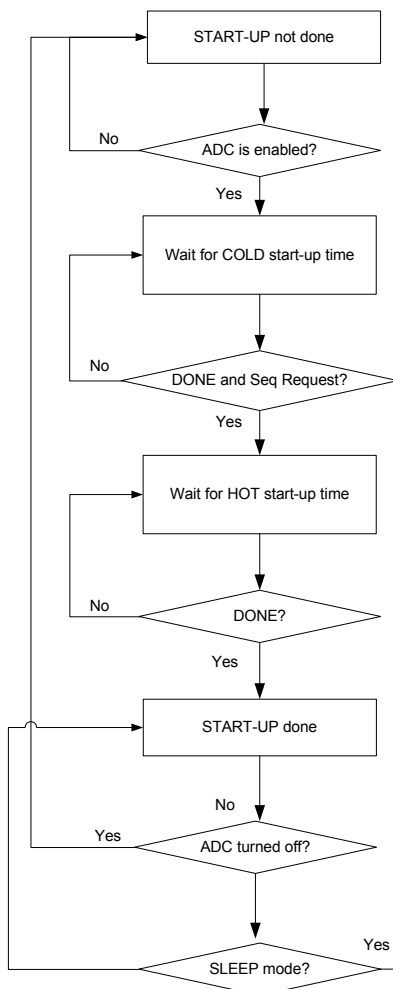 START-UP not done
No
ADC is enabled?
Yes
Wait for COLD start-up time
No
DONE and Seq Request?
Yes
Wait for HOT start-up time
No
DONE?
Yes
START-UP done
No
Yes
ADC turned off?
Yes
SLEEP mode?